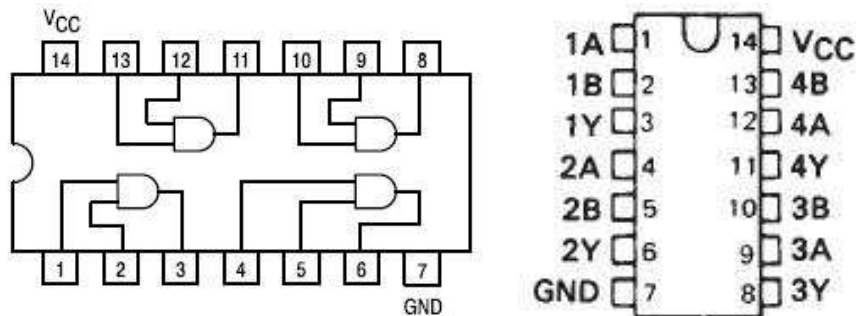 VCC
14 13 12 11 10 9 8
1 2 3 4 5 6 7
GND
1A 1 14 VCC
1B 2 13 4B
1Y 3 12 4A
2A 4 11 4Y
2B 5 10 3B
2Y 6 9 3A
GND 7 8 3Y